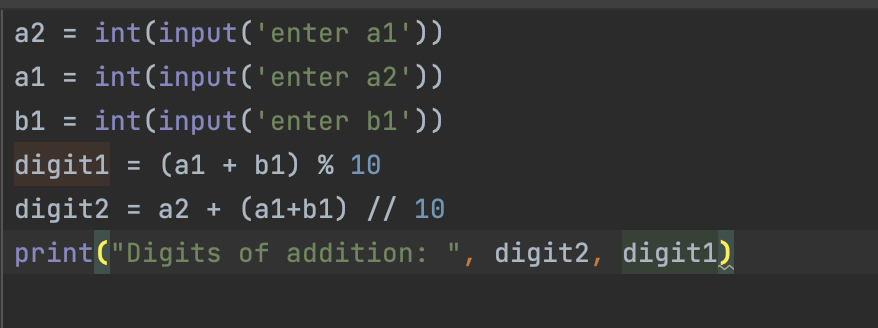 a2 = int(input('enter a1'))
a1 = int(input('enter a2'))
b1 = int(input('enter b1'))
digit1 = (a1 + b1) % 10
digit2 = a2 + (a1+b1) // 10
print("Digits of addition: ", digit2, digit1)